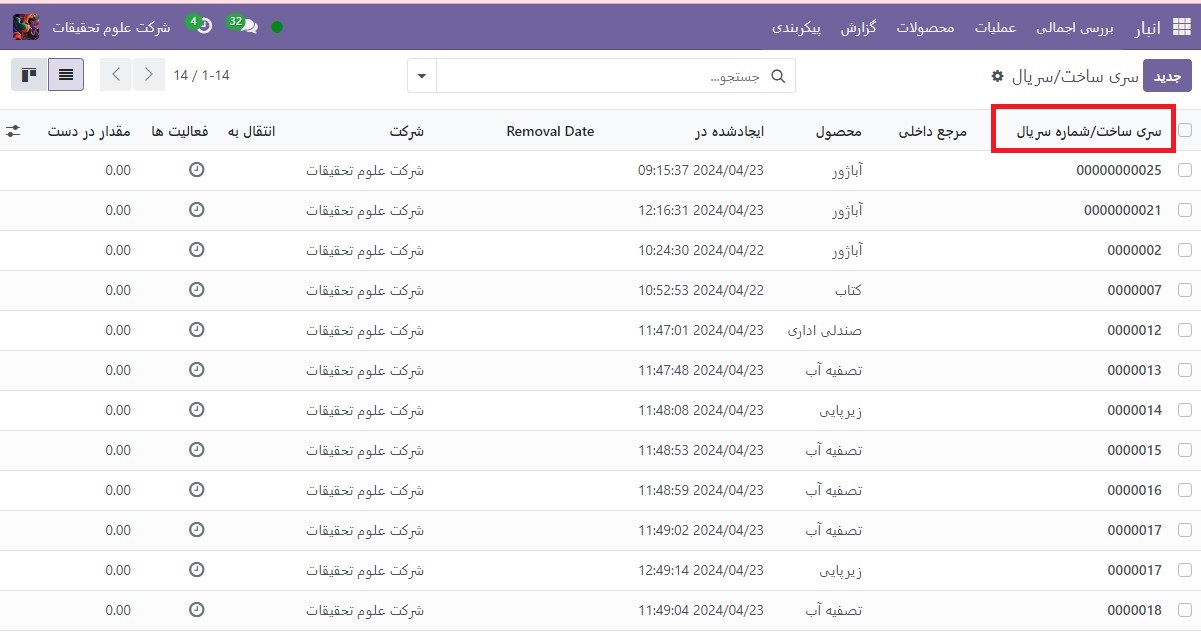 انبار بررسی اجمالی عملیات محصولات گزارش پیکربندی 32 4 شرکت علوم تحقیقات
جدید سری ساخت/سریال جستجو... 14 / 1-14
سری ساخت/شماره سریال مرجع داخلی محصول ایجادشده در Removal Date شرکت انتقال به فعالیت ها مقدار در دست
00000000025 آباژور 2024/04/23 09:15:37 شرکت علوم تحقیقات 0.00
0000000021 آباژور 2024/04/23 12:16:31 شرکت علوم تحقیقات 0.00
0000002 آباژور 2024/04/22 10:24:30 شرکت علوم تحقیقات 0.00
0000007 کتاب 2024/04/22 10:52:53 شرکت علوم تحقیقات 0.00
0000012 صندلی اداری 2024/04/23 11:47:01 شرکت علوم تحقیقات 0.00
0000013 تصفیه آب 2024/04/23 11:47:48 شرکت علوم تحقیقات 0.00
0000014 زیرپایی 2024/04/23 11:48:08 شرکت علوم تحقیقات 0.00
0000015 تصفیه آب 2024/04/23 11:48:53 شرکت علوم تحقیقات 0.00
0000016 تصفیه آب 2024/04/23 11:48:59 شرکت علوم تحقیقات 0.00
0000017 تصفیه آب 2024/04/23 11:49:02 شرکت علوم تحقیقات 0.00
0000017 زیرپایی 2024/04/23 12:49:14 شرکت علوم تحقیقات 0.00
0000018 تصفیه آب 2024/04/23 11:49:04 شرکت علوم تحقیقات 0.00